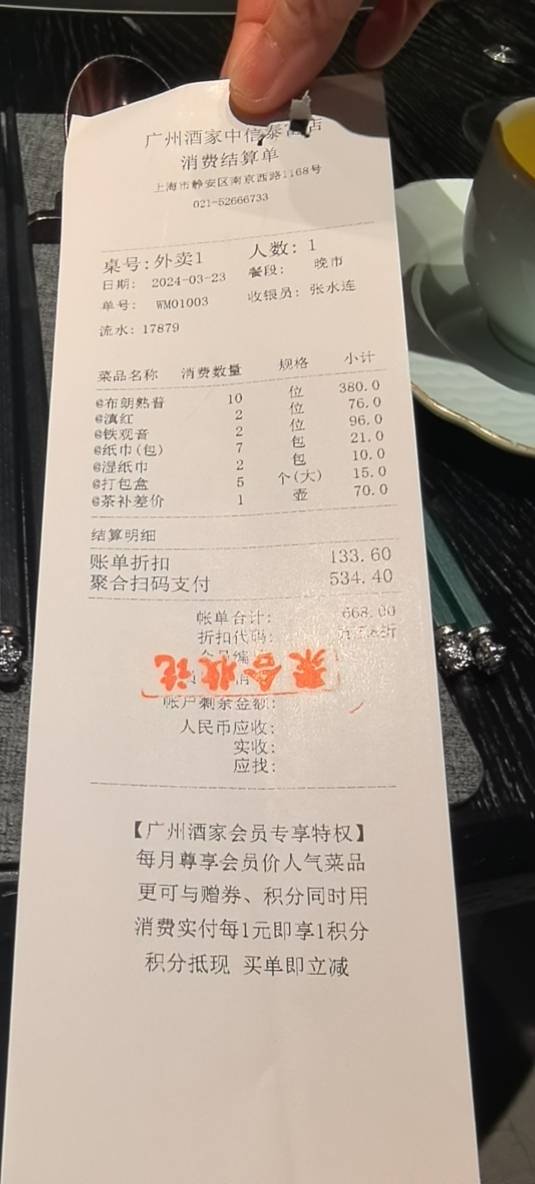 广州酒家中信泰富店
消费结算单
上海市静安区南京西路1168号
021-52666733
桌号:外卖1 人数: 1
日期: 2024-03-23 餐段: 晚市
单号: WM01003 收银员: 张水连
流水: 17879
菜品名称 消费数量 规格 小计
@布朗熟普 10 位 380.0
@滇红 2 位 76.0
@铁观音 2 位 96.0
@纸巾(包) 7 包 21.0
@湿纸巾 2 包 10.0
@打包盒 5 个(大) 15.0
@茶补差价 1 壶 70.0
结算明细
账单折扣 133.60
聚合扫码支付 534.40
帐单合计: 668.00
折扣代码:
聚合收讫
帐户剩余金额:
人民币应收:
实收:
应找:
【广州酒家会员专享特权】
每月尊享会员价人气菜品
更可与赠券、积分同时用
消费实付每1元即享1积分
积分抵现 买单即立减